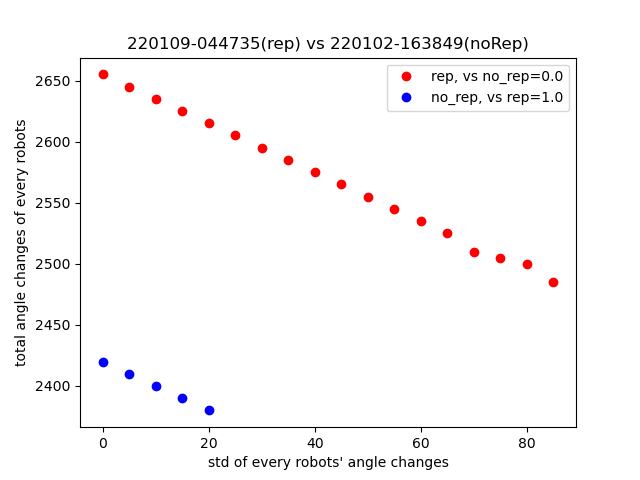 220109-044735(rep) vs 220102-163849(noRep)
rep, vs no_rep=0.0
no_rep, vs rep=1.0
total angle changes of every robots
2650
2600
2550
2500
2450
2400
0 20 40 60 80
std of every robots' angle changes